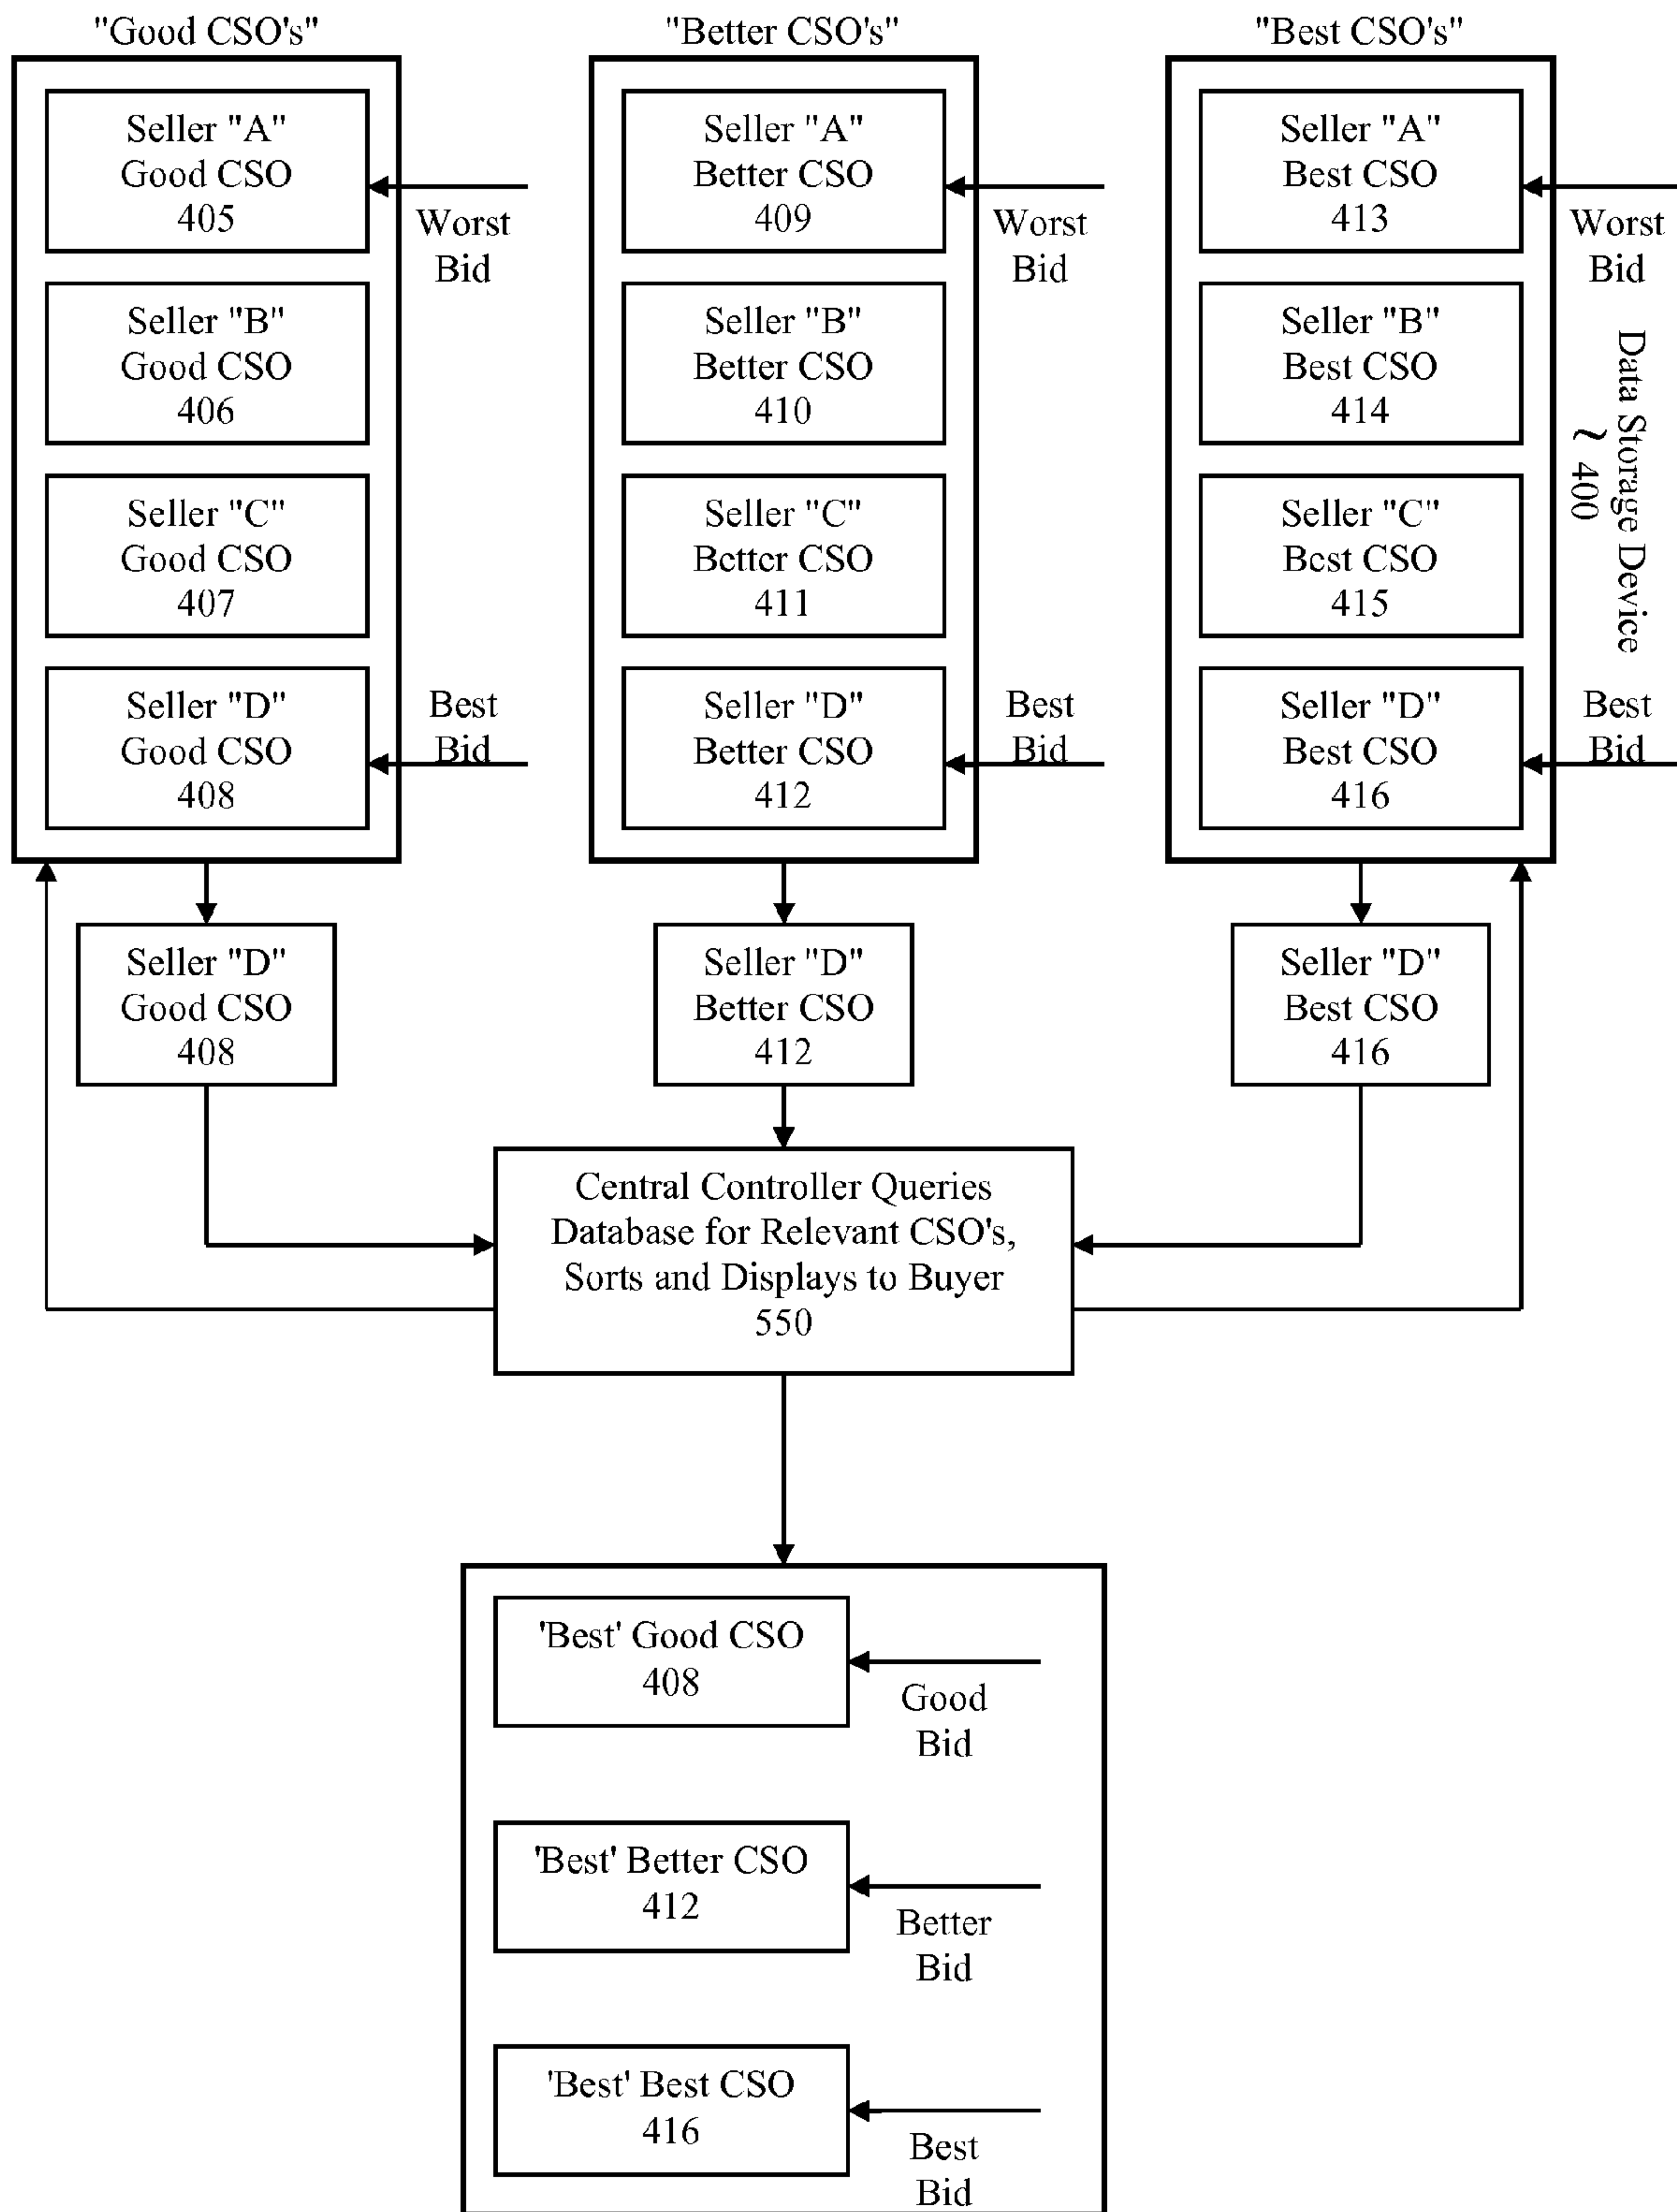 "Good CSO's"
Seller "A"
Good CSO
405
Worst
Bid
Seller "B"
Good CSO
406
Seller "C"
Good CSO
407
Seller "D"
Good CSO
408
Best
Bid
"Better CSO's"
Seller "A"
Better CSO
409
Worst
Bid
Seller "B"
Better CSO
410
Seller "C"
Better CSO
411
Seller "D"
Better CSO
412
Best
Bid
"Best CSO's"
Seller "A"
Best CSO
413
Worst
Bid
Seller "B"
Best CSO
414
Seller "C"
Best CSO
415
Seller "D"
Best CSO
416
Best
Bid
Data Storage Device
~ 400
Seller "D"
Good CSO
408
Seller "D"
Better CSO
412
Seller "D"
Best CSO
416
Central Controller Queries
Database for Relevant CSO's,
Sorts and Displays to Buyer
550
'Best' Good CSO
408
Good
Bid
'Best' Better CSO
412
Better
Bid
'Best' Best CSO
416
Best
Bid